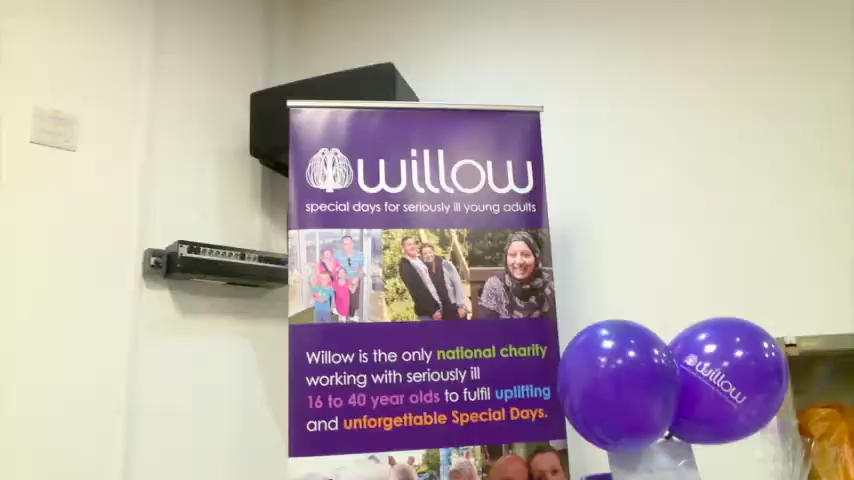 willow
special days for seriously ill young adults
Willow is the only national charity
working with seriously ill
16 to 40 year olds to fulfil uplifting
and unforgettable Special Days.
willow